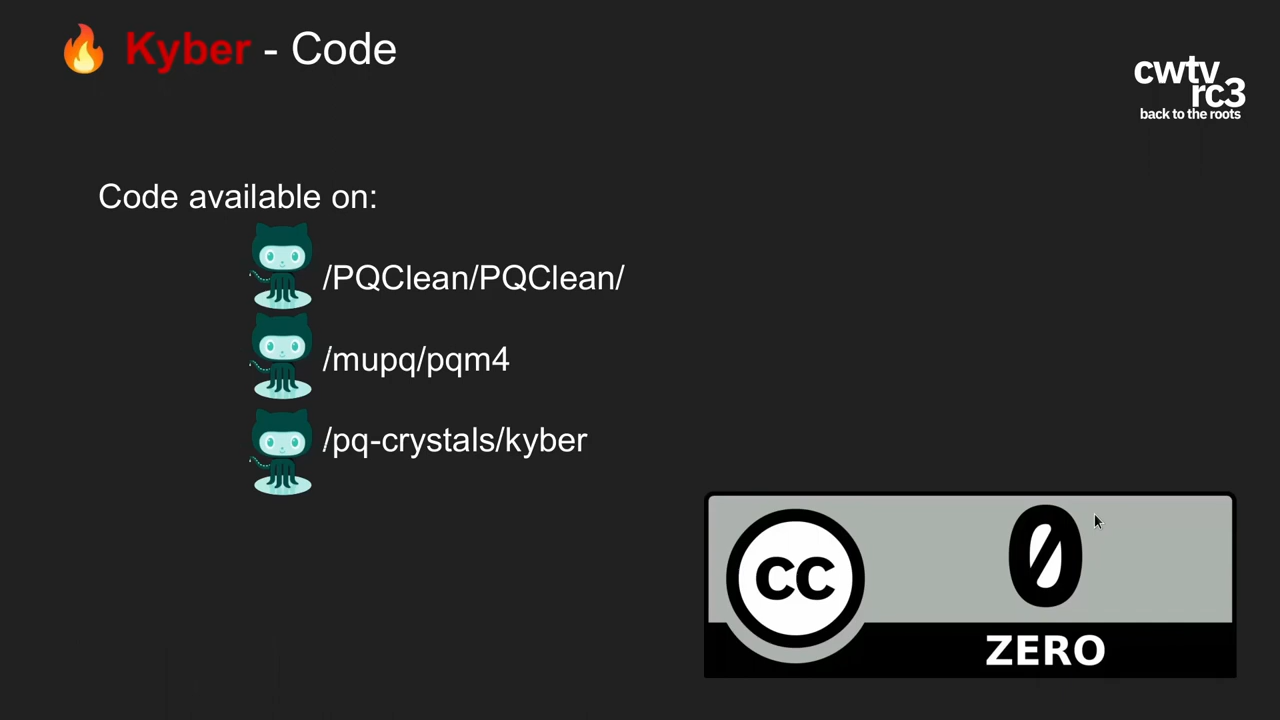 🔥 Kyber - Code
cwtv
rc3
back to the roots
Code available on:
/PQClean/PQClean/
/mupq/pqm4
/pq-crystals/kyber
cc
0
ZERO